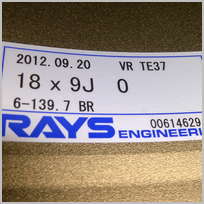 2012.09.20 VR TE37
18 x 9J 0
6-139.7 BR
00614629
RAYS ENGINEERI